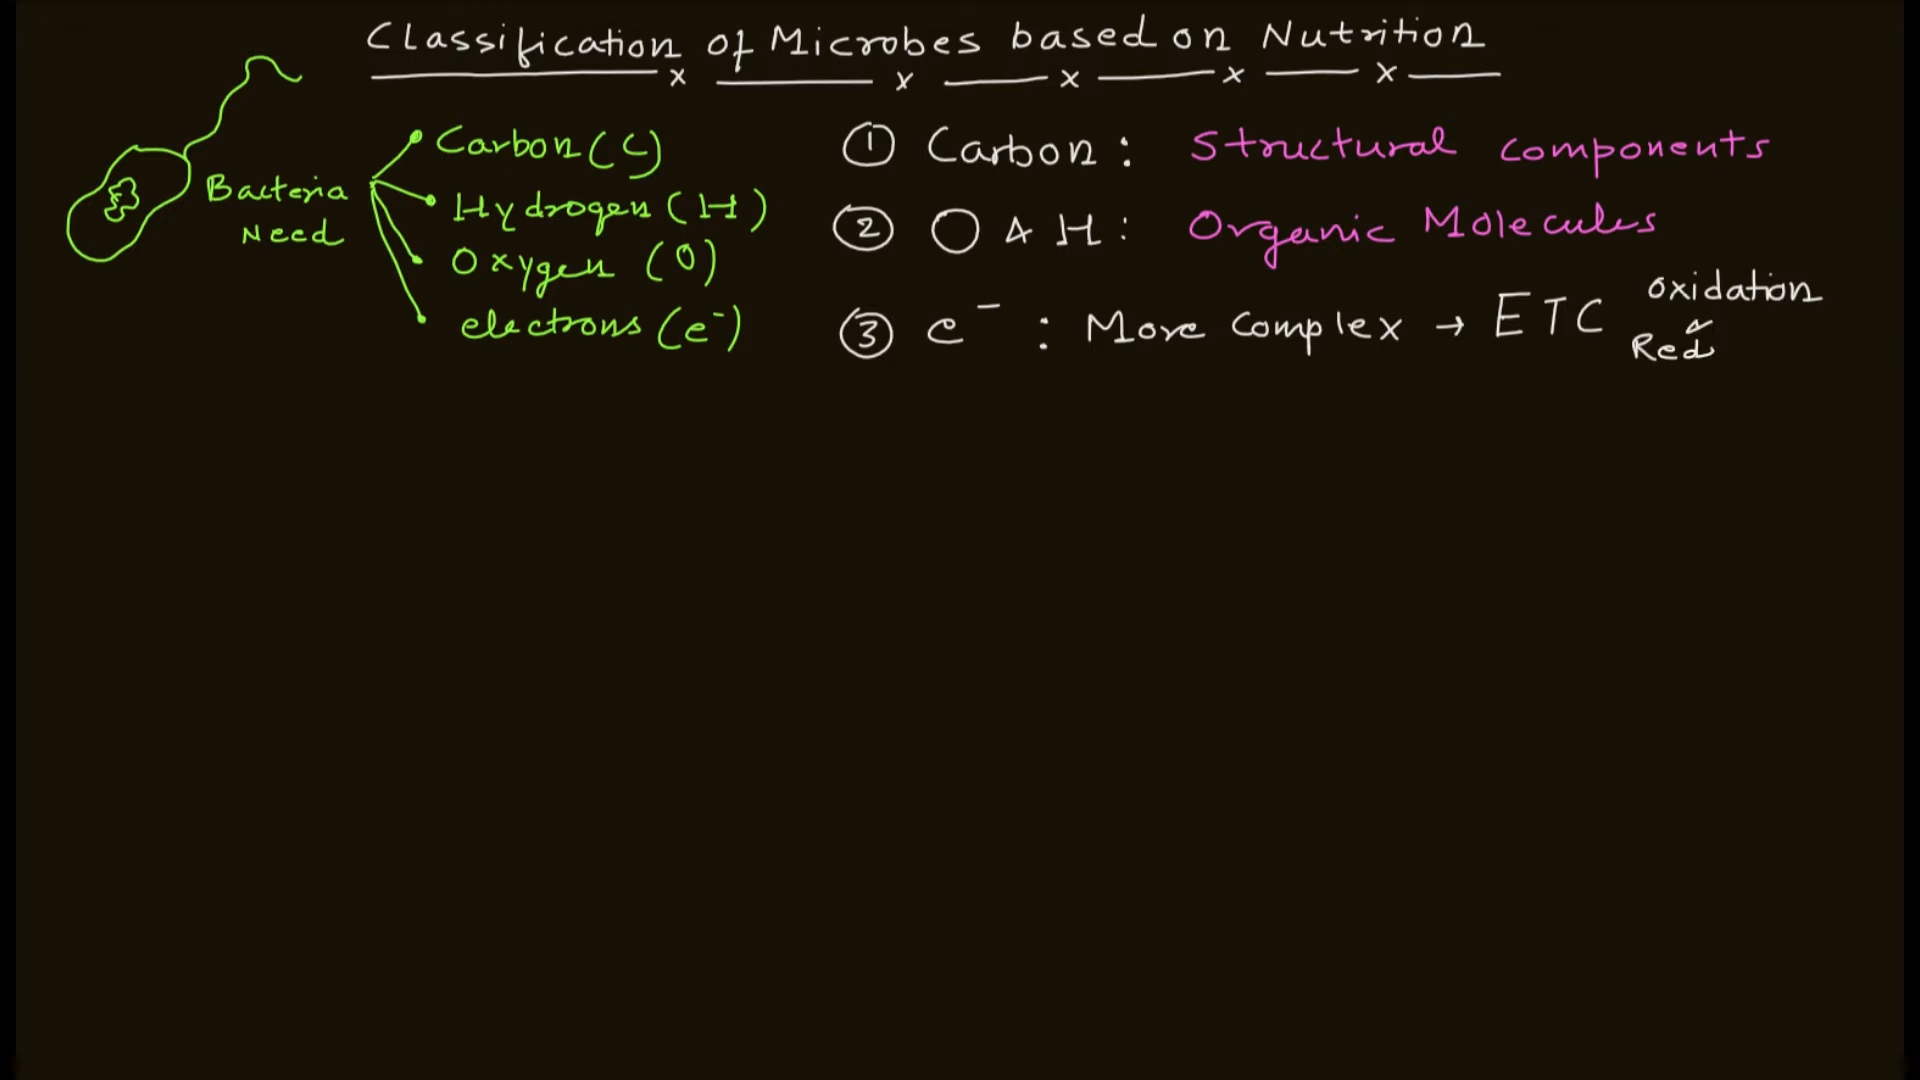 Classification of Microbes based on Nutrition
Bacteria Need
Carbon (C)
Hydrogen (H)
Oxygen (O)
electrons (e⁻)
① Carbon: Structural components
② O & H: Organic Molecules
③ e⁻ : More complex → ETC oxidation & Red